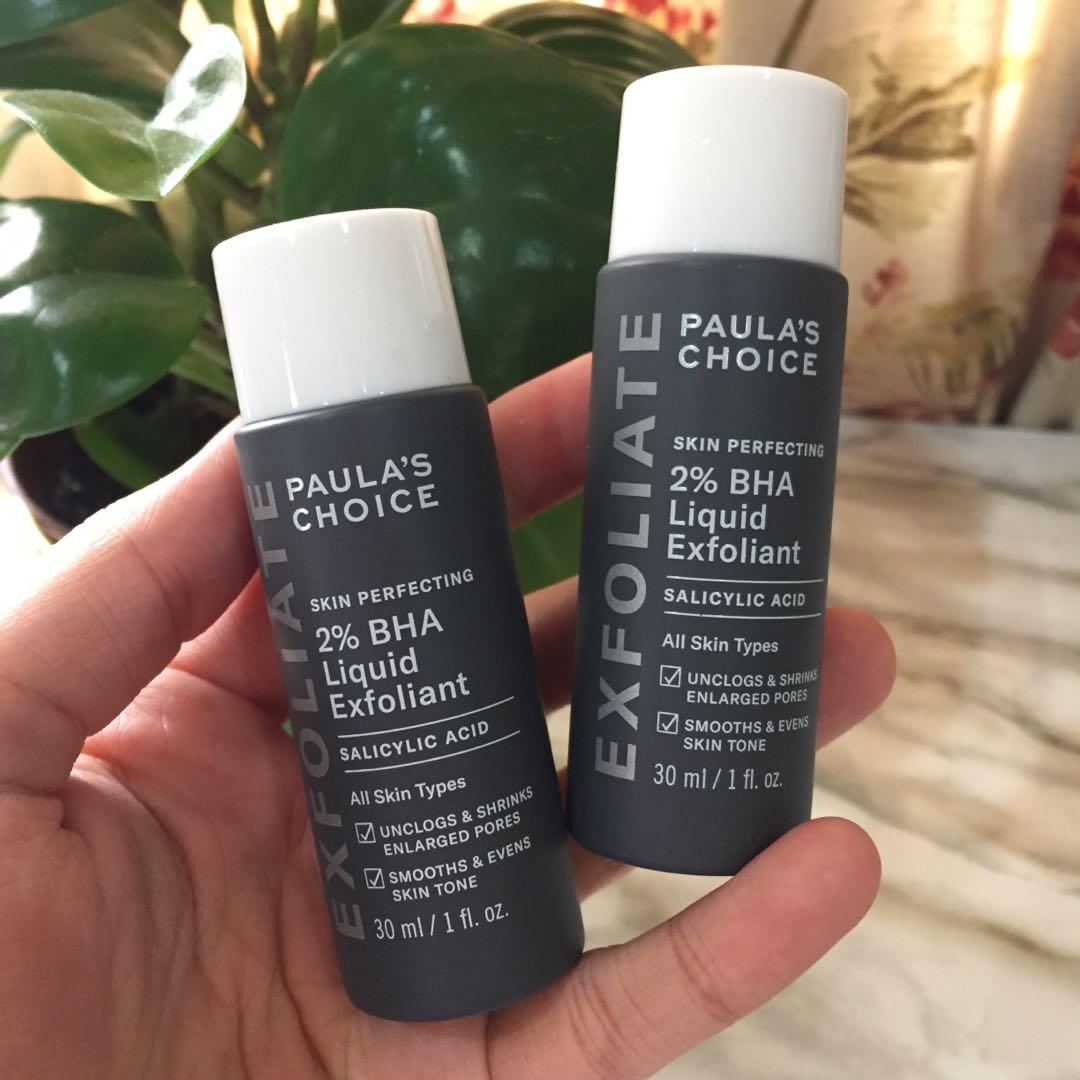 EXFOLIATE
PAULA'S
CHOICE
SKIN PERFECTING
2% BHA
Liquid
Exfoliant
SALICYLIC ACID
All Skin Types
UNCLOGS & SHRINKS
ENLARGED PORES
SMOOTHS & EVENS
SKIN TONE
30 ml / 1 fl. oz.
EXFOLIATE
PAULA'S
CHOICE
SKIN PERFECTING
2% BHA
Liquid
Exfoliant
SALICYLIC ACID
All Skin Types
UNCLOGS & SHRINKS
ENLARGED PORES
SMOOTHS & EVENS
SKIN TONE
30 ml / 1 fl. oz.